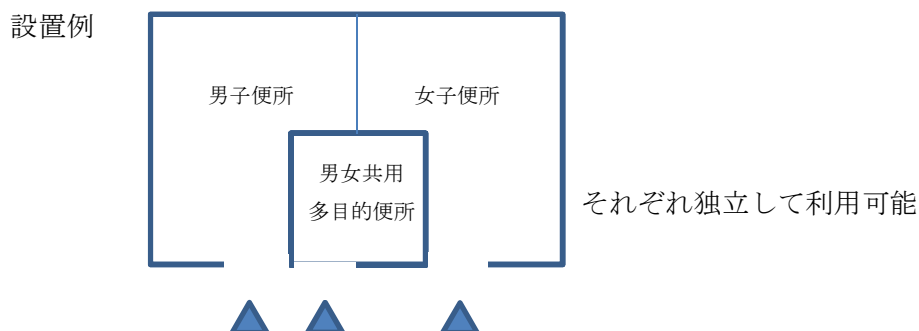 設置例
男子便所
女子便所
男女共用
多目的便所
それぞれ独立して利用可能